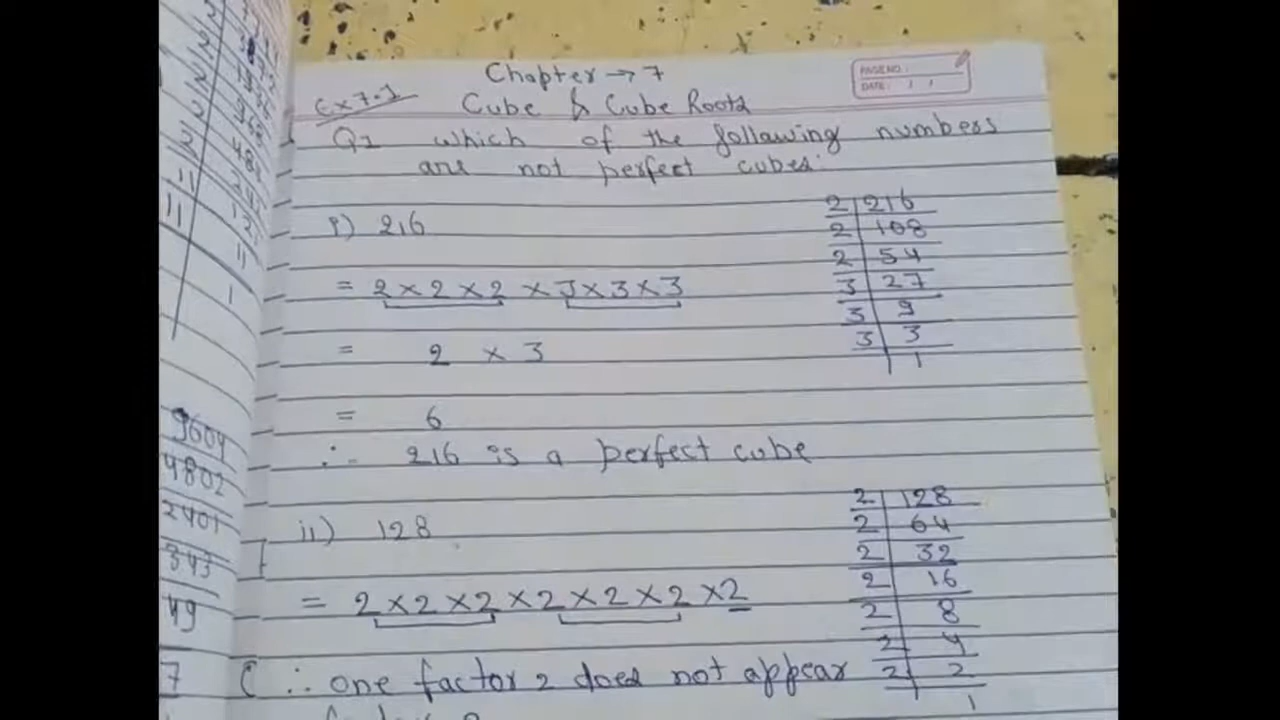 Chapter → 7
PAGE NO.:
DATE: / /
Ex 7.1
Cube & Cube Roots
Q1 which of the following numbers
are not perfect cubes:
i) 216
= 2 × 2 × 2 × 3 × 3 × 3
= 2 × 3
= 6
∴ 216 is a perfect cube
2 | 216
2 | 108
2 | 54
3 | 27
3 | 9
3 | 3
| 1
ii) 128
= 2 × 2 × 2 × 2 × 2 × 2 × 2
∴ one factor 2 does not appear
2 | 128
2 | 64
2 | 32
2 | 16
2 | 8
2 | 4
2 | 2
| 1
9604
4802
2401
343
49
7